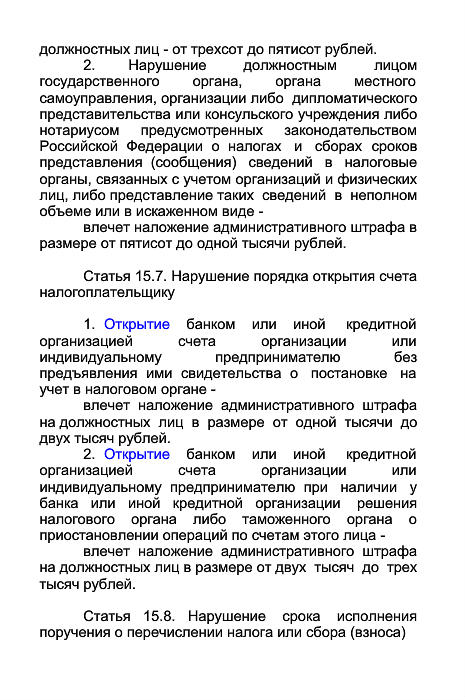 должностных лиц - от трехсот до пятисот рублей.
2. Нарушение должностным лицом
государственного органа, органа местного
самоуправления, организации либо дипломатического
представительства или консульского учреждения либо
нотариусом предусмотренных законодательством
Российской Федерации о налогах и сборах сроков
представления (сообщения) сведений в налоговые
органы, связанных с учетом организаций и физических
лиц, либо представление таких сведений в неполном
объеме или в искаженном виде -
влечет наложение административного штрафа в
размере от пятисот до одной тысячи рублей.
Статья 15.7. Нарушение порядка открытия счета
налогоплательщику
1. Открытие банком или иной кредитной
организацией счета организации или
индивидуальному предпринимателю без
предъявления ими свидетельства о постановке на
учет в налоговом органе -
влечет наложение административного штрафа
на должностных лиц в размере от одной тысячи до
двух тысяч рублей.
2. Открытие банком или иной кредитной
организацией счета организации или
индивидуальному предпринимателю при наличии у
банка или иной кредитной организации решения
налогового органа либо таможенного органа о
приостановлении операций по счетам этого лица -
влечет наложение административного штрафа
на должностных лиц в размере от двух тысяч до трех
тысяч рублей.
Статья 15.8. Нарушение срока исполнения
поручения о перечислении налога или сбора (взноса)